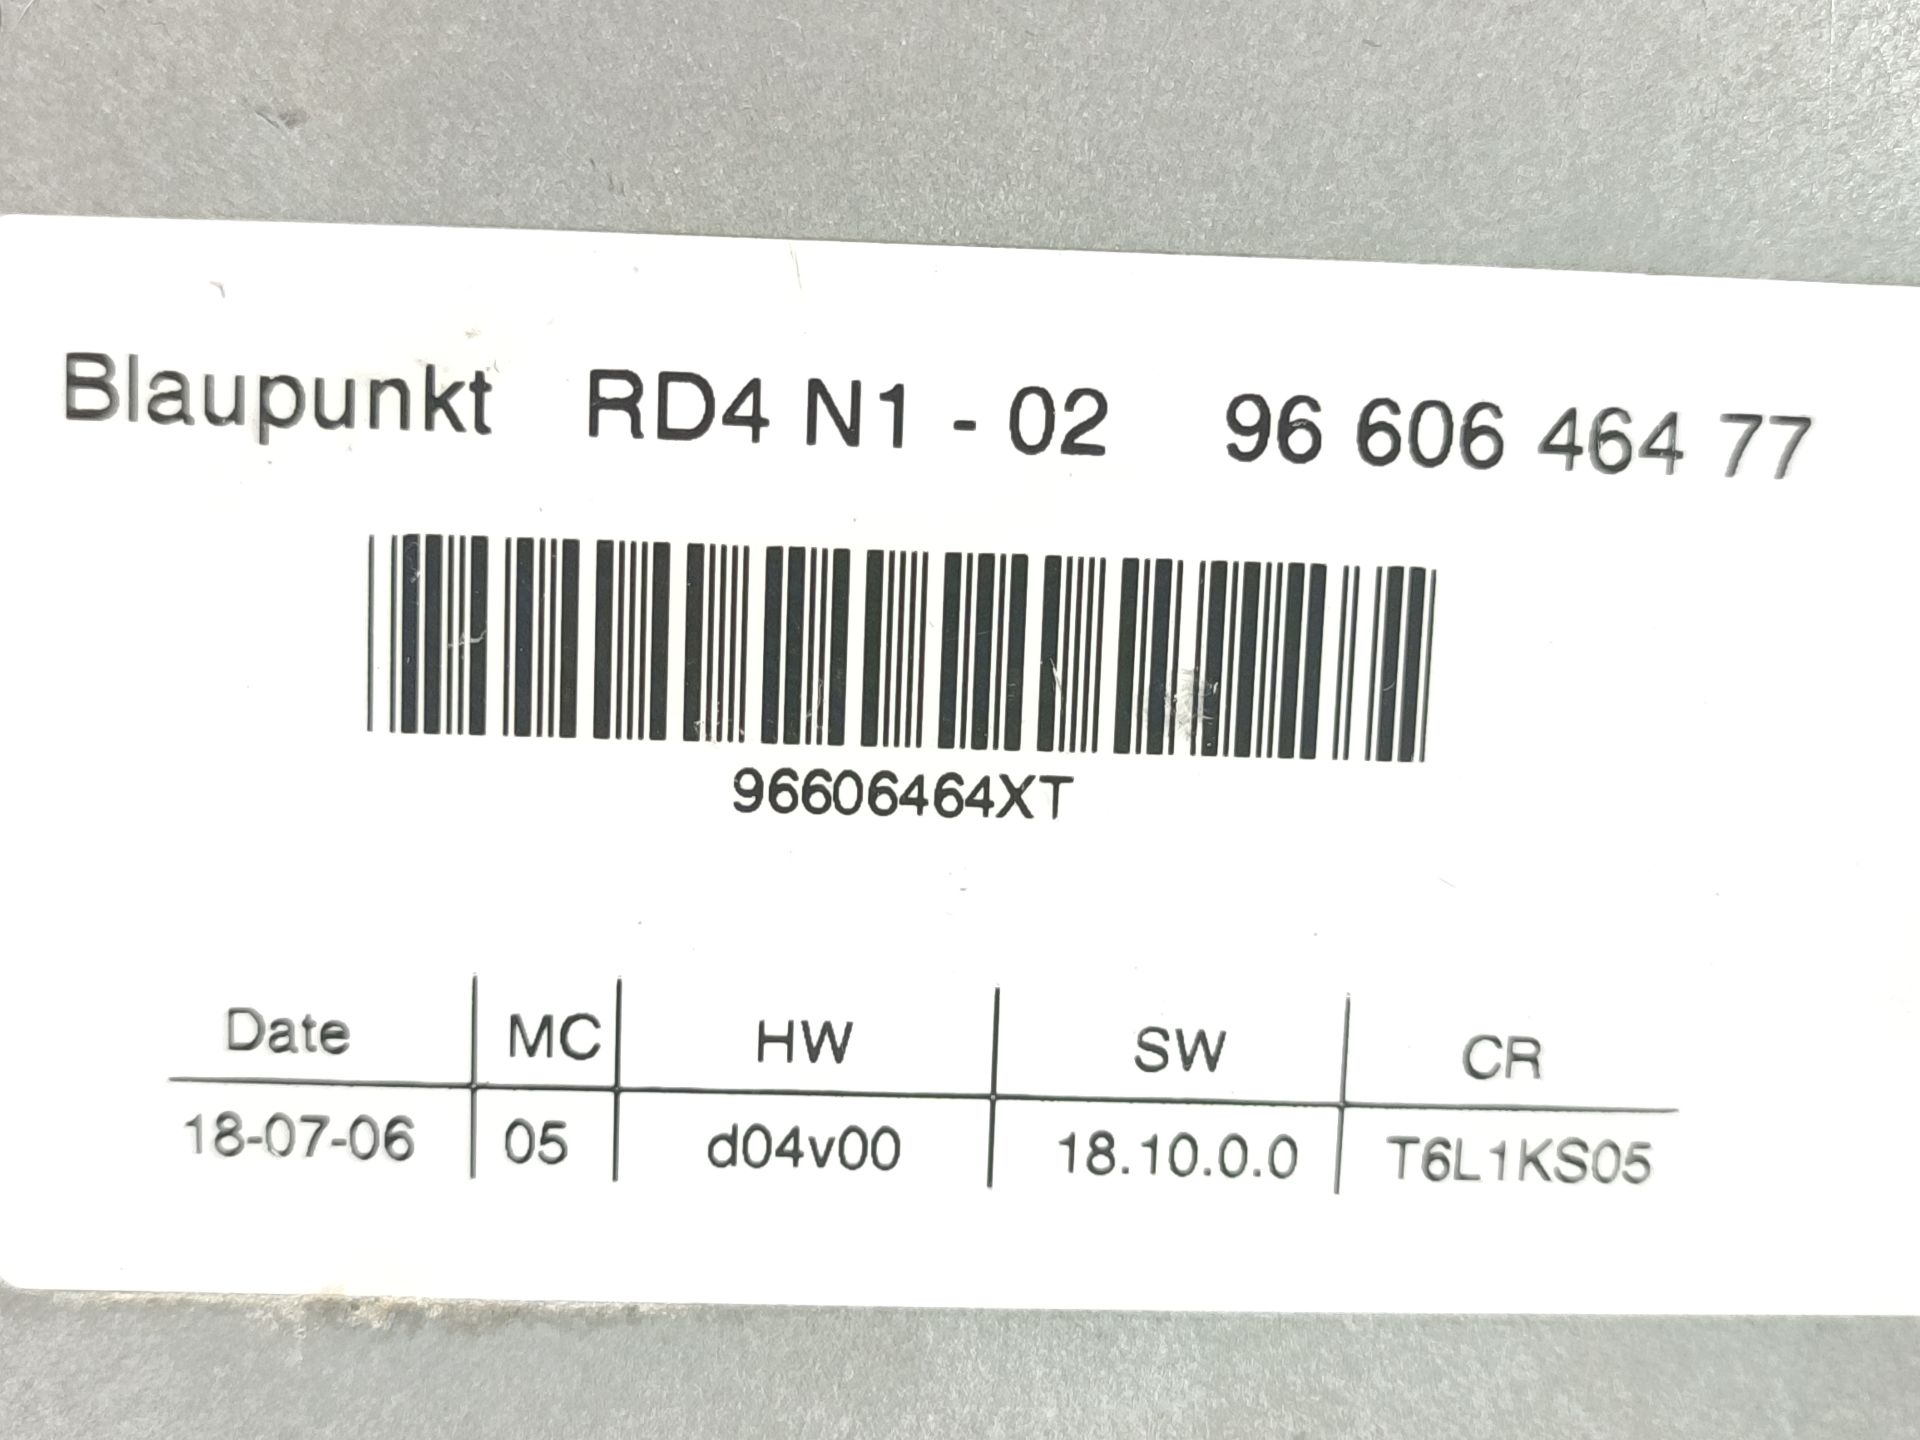 Blaupunkt RD4 N1 - 02 96 606 464 77
96606464XT
Date MC HW SW CR
18-07-06 05 d04v00 18.10.0.0 T6L1KS05